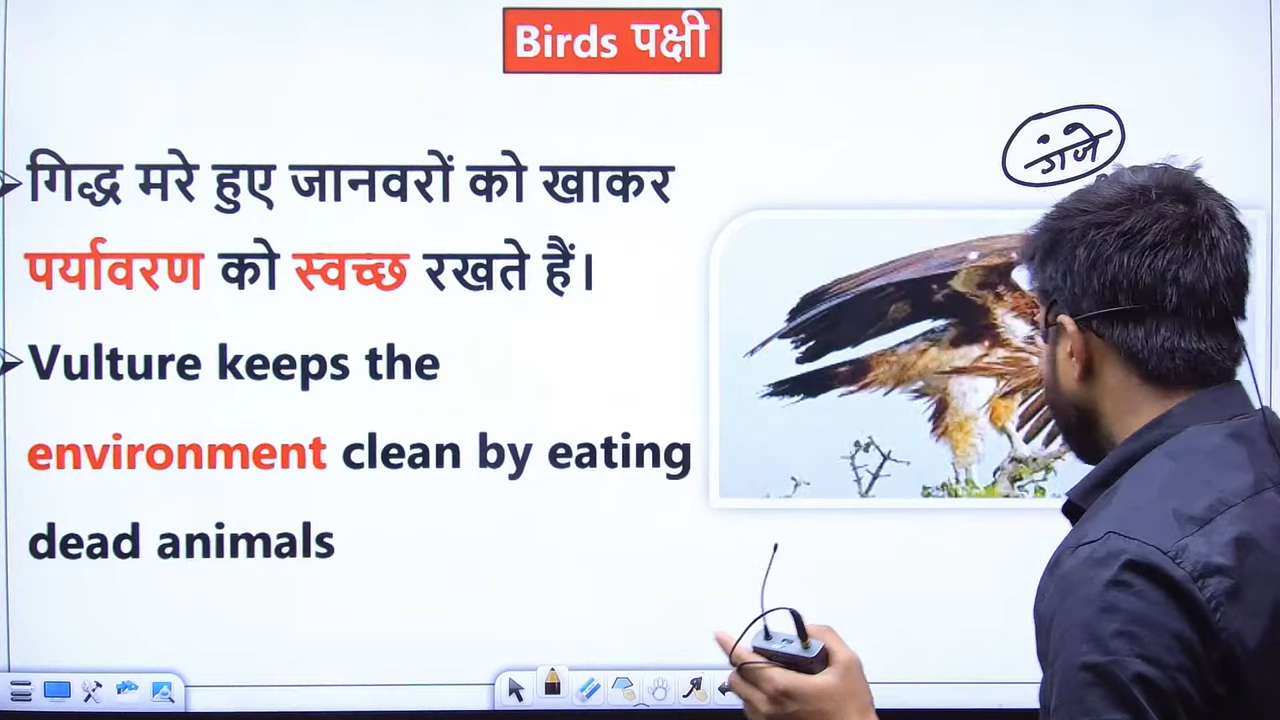 Birds पक्षी
गंजे
गिद्ध मरे हुए जानवरों को खाकर
पर्यावरण को स्वच्छ रखते हैं।
Vulture keeps the
environment clean by eating
dead animals